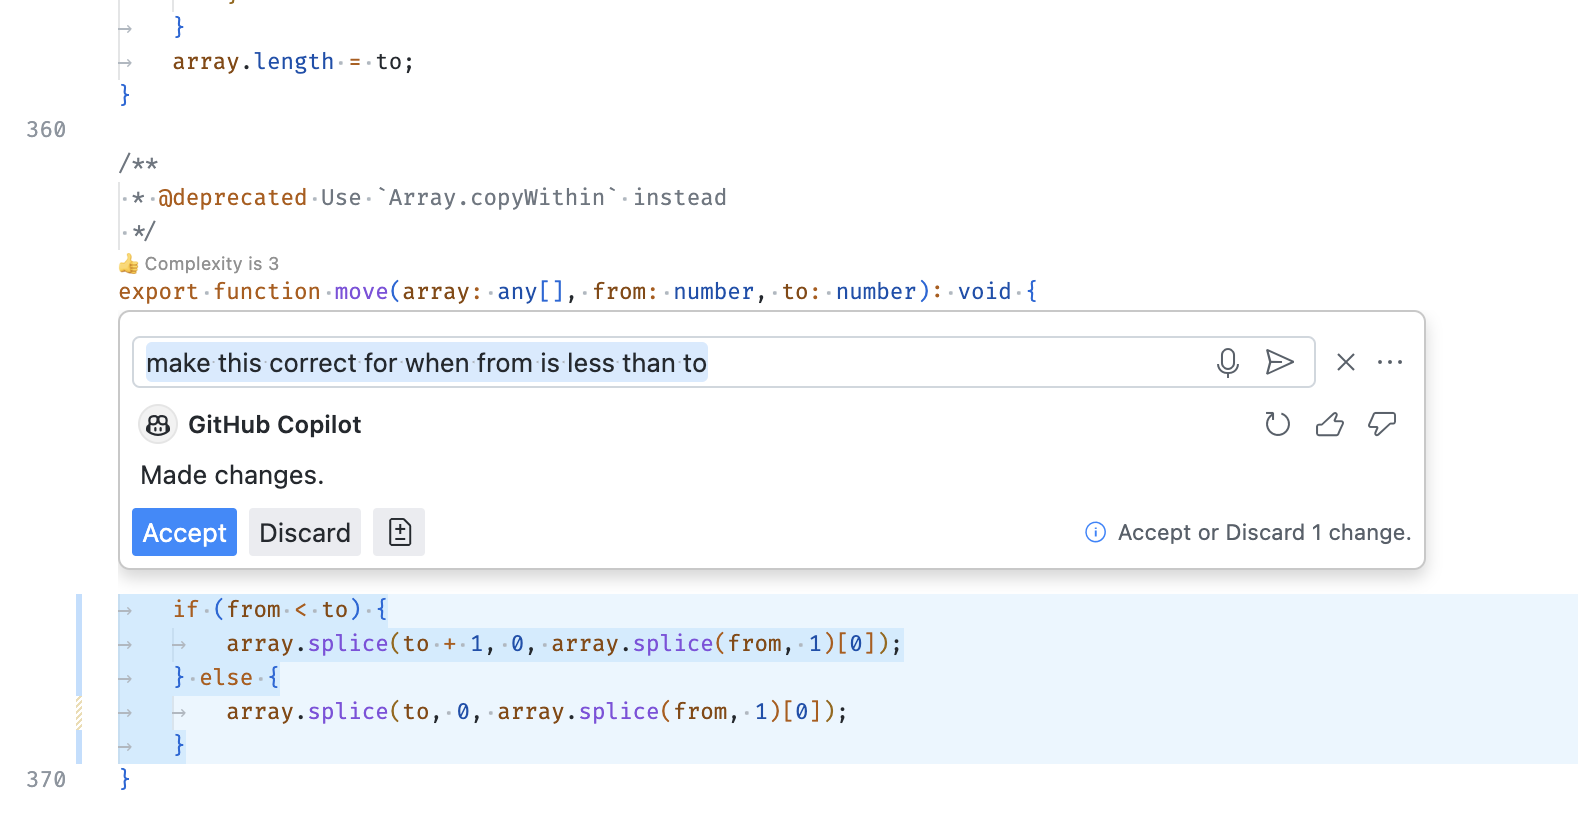 }
array.length = to;
}
360
/**
* @deprecated Use `Array.copyWithin` instead
*/
👍 Complexity is 3
export function move(array: any[], from: number, to: number): void {
make this correct for when from is less than to
GitHub Copilot
Made changes.
Accept Discard Accept or Discard 1 change.
if (from < to) {
array.splice(to + 1, 0, array.splice(from, 1)[0]);
} else {
array.splice(to, 0, array.splice(from, 1)[0]);
}
370 }